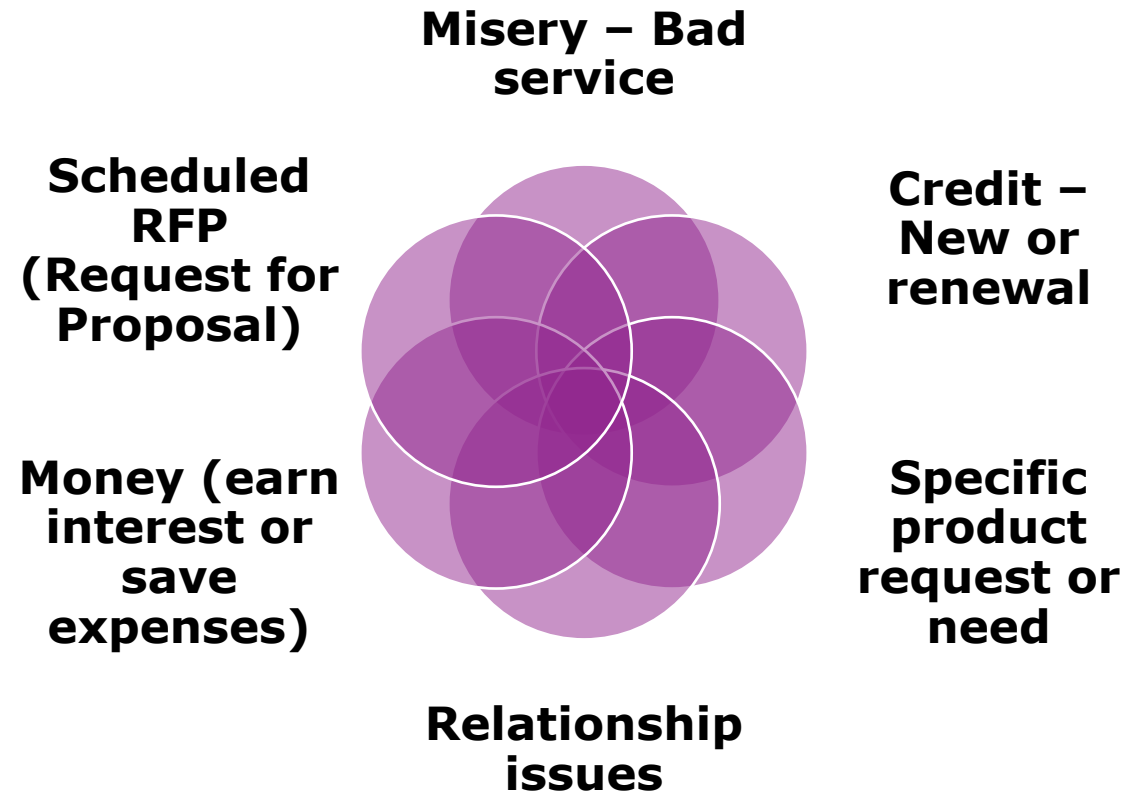 Misery – Bad
service
Credit –
New or
renewal
Specific
product
request or
need
Relationship
issues
Money (earn
interest or
save
expenses)
Scheduled
RFP
(Request for
Proposal)